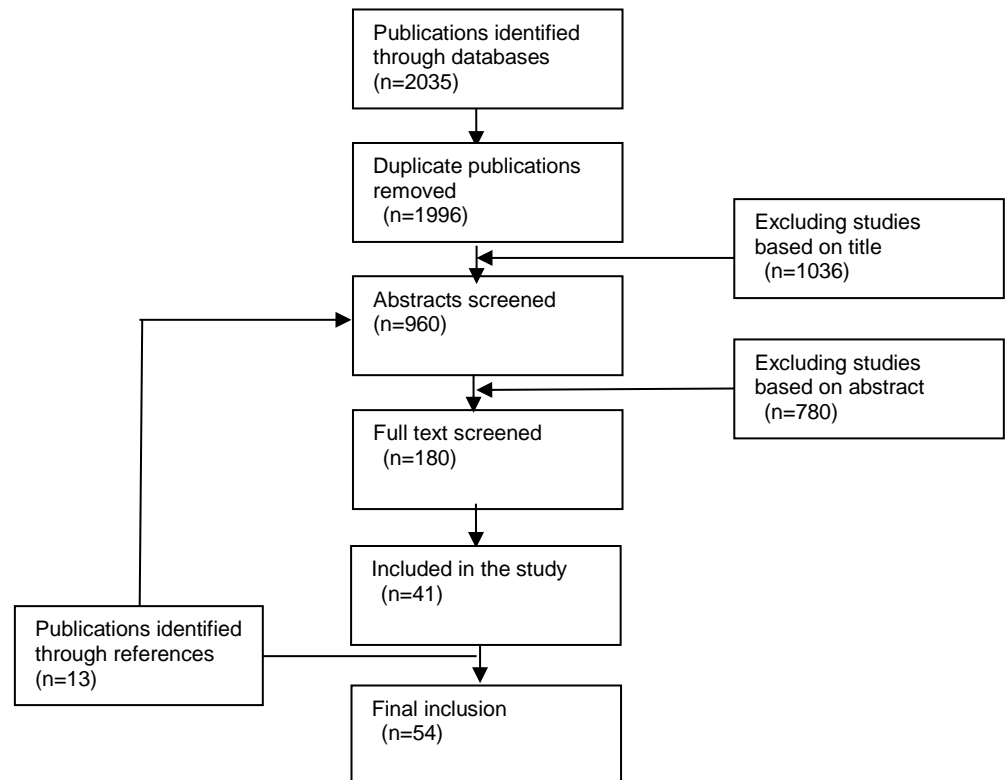 Publications identified
through databases
(n=2035)
Duplicate publications
removed
(n=1996)
Excluding studies
based on title
(n=1036)
Abstracts screened
(n=960)
Excluding studies
based on abstract
(n=780)
Full text screened
(n=180)
Included in the study
(n=41)
Publications identified
through references
(n=13)
Final inclusion
(n=54)